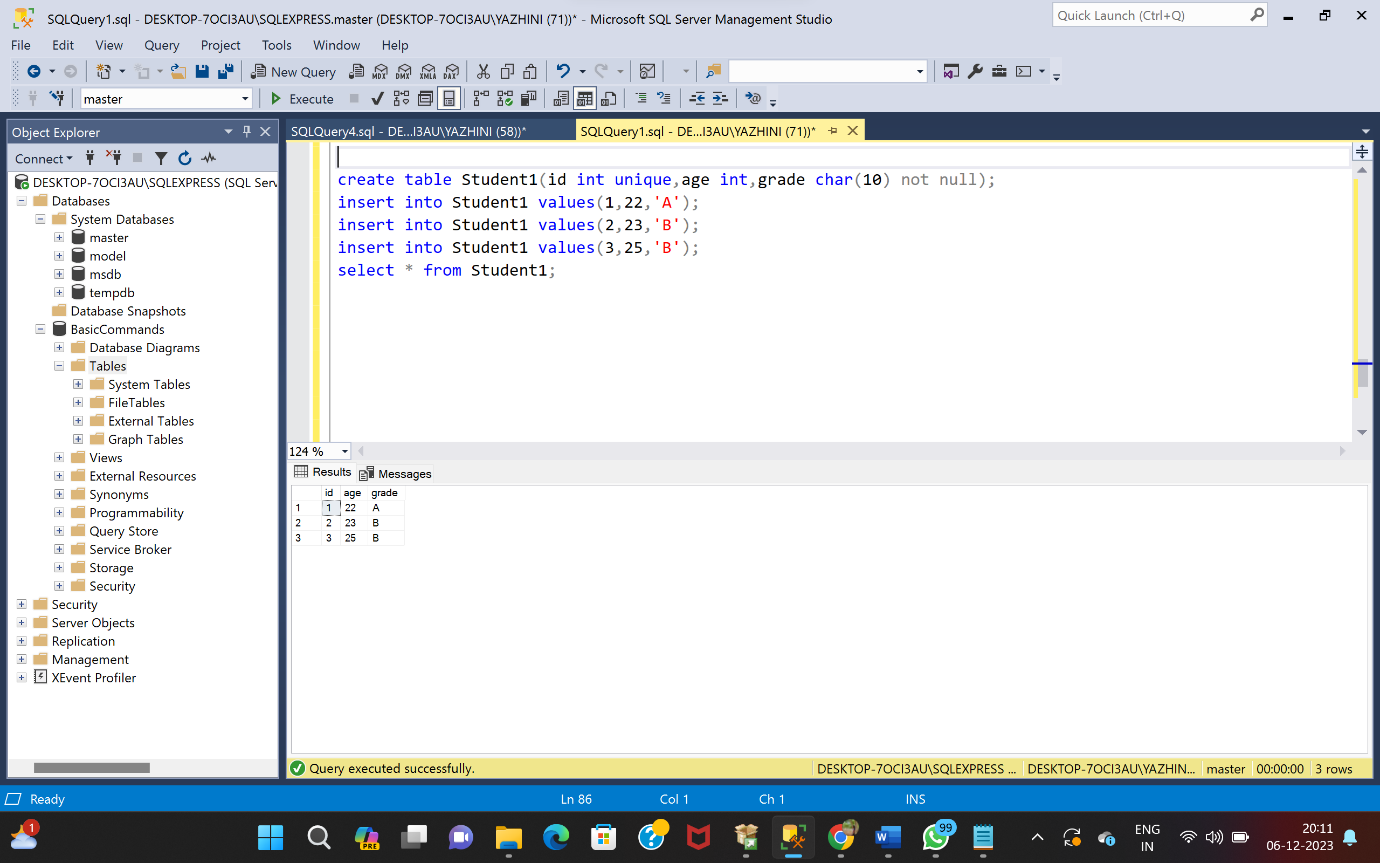 SQLQuery1.sql - DESKTOP-7OCI3AU\SQLEXPRESS.master (DESKTOP-7OCI3AU\YAZHINI (71))* - Microsoft SQL Server Management Studio
Quick Launch (Ctrl+Q)
File Edit View Query Project Tools Window Help
New Query MDX DMX XMLA DAX
master Execute
Object Explorer
SQLQuery4.sql - DE...I3AU\YAZHINI (58))* SQLQuery1.sql - DE...I3AU\YAZHINI (71))*
Connect
DESKTOP-7OCI3AU\SQLEXPRESS (SQL Ser
Databases
System Databases
master
model
msdb
tempdb
Database Snapshots
BasicCommands
Database Diagrams
Tables
System Tables
FileTables
External Tables
Graph Tables
Views
External Resources
Synonyms
Programmability
Query Store
Service Broker
Storage
Security
Security
Server Objects
Replication
Management
XEvent Profiler
create table Student1(id int unique,age int,grade char(10) not null);
insert into Student1 values(1,22,'A');
insert into Student1 values(2,23,'B');
insert into Student1 values(3,25,'B');
select * from Student1;
124 %
Results Messages
id age grade
1 1 22 A
2 2 23 B
3 3 25 B
Query executed successfully. DESKTOP-7OCI3AU\SQLEXPRESS ... DESKTOP-7OCI3AU\YAZHIN... master 00:00:00 3 rows
Ready Ln 86 Col 1 Ch 1 INS
1 PRE 99 ENG IN 20:11
06-12-2023